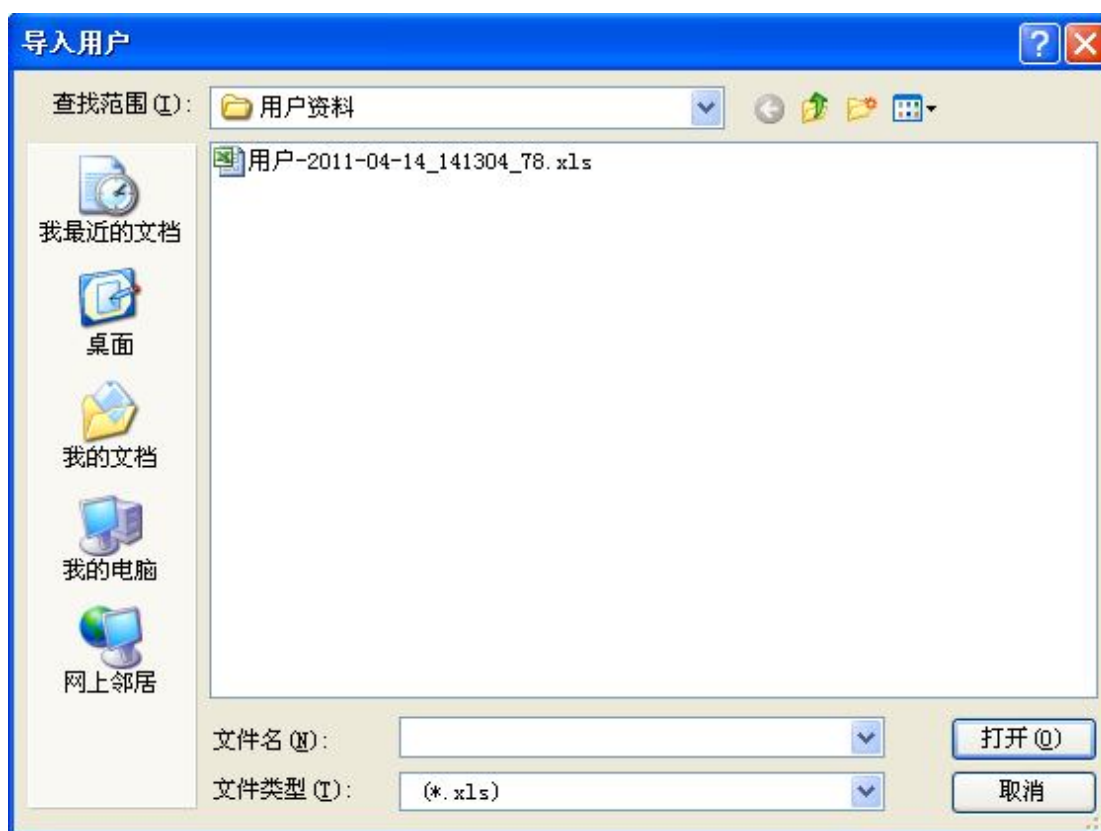 导入用户
查找范围(I):
用户资料
用户-2011-04-14_141304_78.xls
我最近的文档
桌面
我的文档
我的电脑
网上邻居
文件名(N):
打开(O)
文件类型(T):
(*.xls)
取消